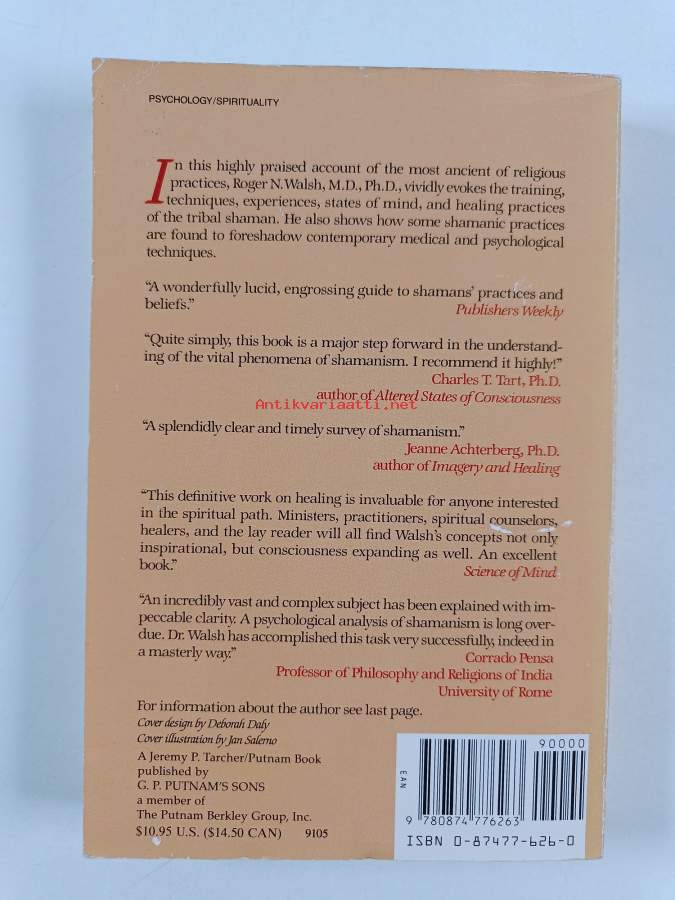 PSYCHOLOGY/SPIRITUALITY
In this highly praised account of the most ancient of religious
practices, Roger N. Walsh, M.D., Ph.D., vividly evokes the training,
techniques, experiences, states of mind, and healing practices
of the tribal shaman. He also shows how some shamanic practices
are found to foreshadow contemporary medical and psychological
techniques.
“A wonderfully lucid, engrossing guide to shamans’ practices and
beliefs.”
Publishers Weekly
“Quite simply, this book is a major step forward in the understand-
ing of the vital phenomena of shamanism. I recommend it highly!”
Charles T. Tart, Ph.D.
author of Altered States of Consciousness
Antikvariaatti.net
“A splendidly clear and timely survey of shamanism.”
Jeanne Achterberg, Ph.D.
author of Imagery and Healing
“This definitive work on healing is invaluable for anyone interested
in the spiritual path. Ministers, practitioners, spiritual counselors,
healers, and the lay reader will all find Walsh’s concepts not only
inspirational, but consciousness expanding as well. An excellent
book.”
Science of Mind
“An incredibly vast and complex subject has been explained with im-
peccable clarity. A psychological analysis of shamanism is long over-
due. Dr. Walsh has accomplished this task very successfully, indeed in
a masterly way.”
Corrado Pensa
Professor of Philosophy and Religions of India
University of Rome
For information about the author see last page.
Cover design by Deborah Daly
Cover illustration by Jan Salerno
A Jeremy P. Tarcher/Putnam Book
published by
G. P. PUTNAM’S SONS
a member of
The Putnam Berkley Group, Inc.
$10.95 U.S. ($14.50 CAN) 9105
90000
EAN
9 780874 776263
ISBN 0-87477-626-0